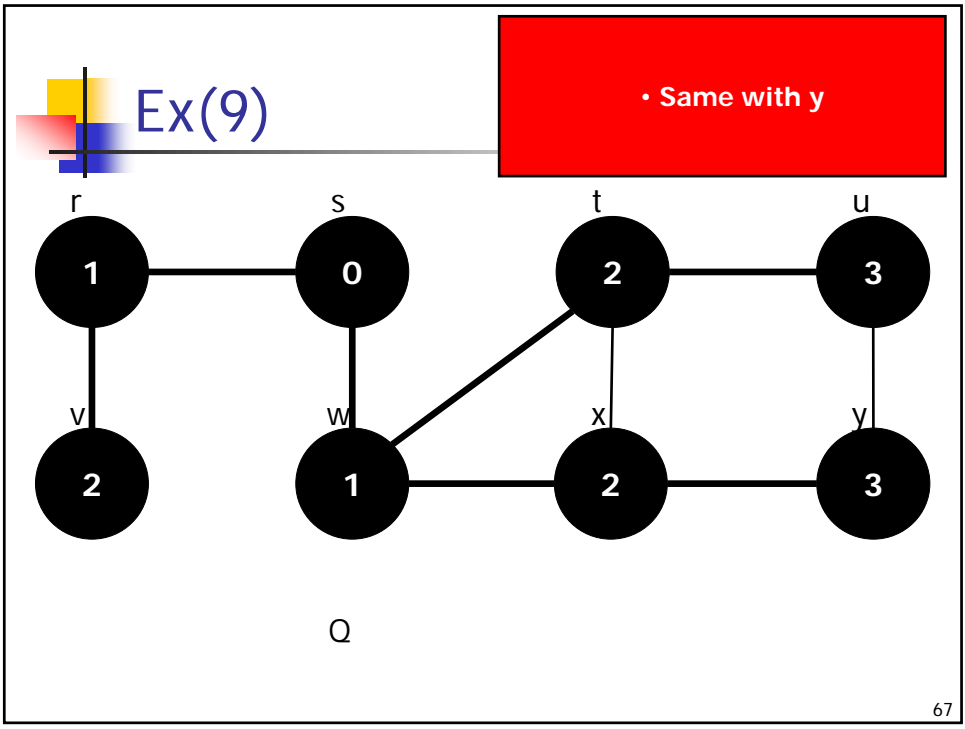 Ex(9)
• Same with y
r s t u
1 0 2 3
v w x y
2 1 2 3
Q
67